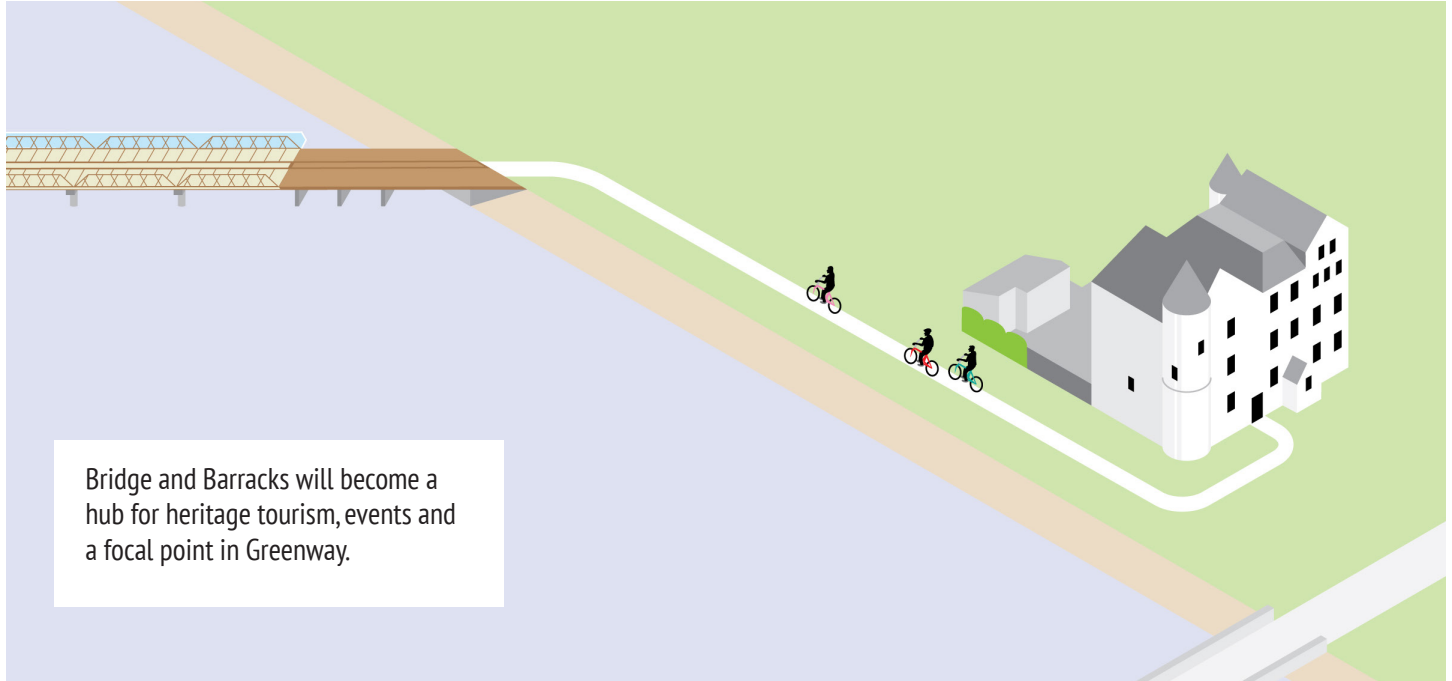 Bridge and Barracks will become a
hub for heritage tourism, events and
a focal point in Greenway.